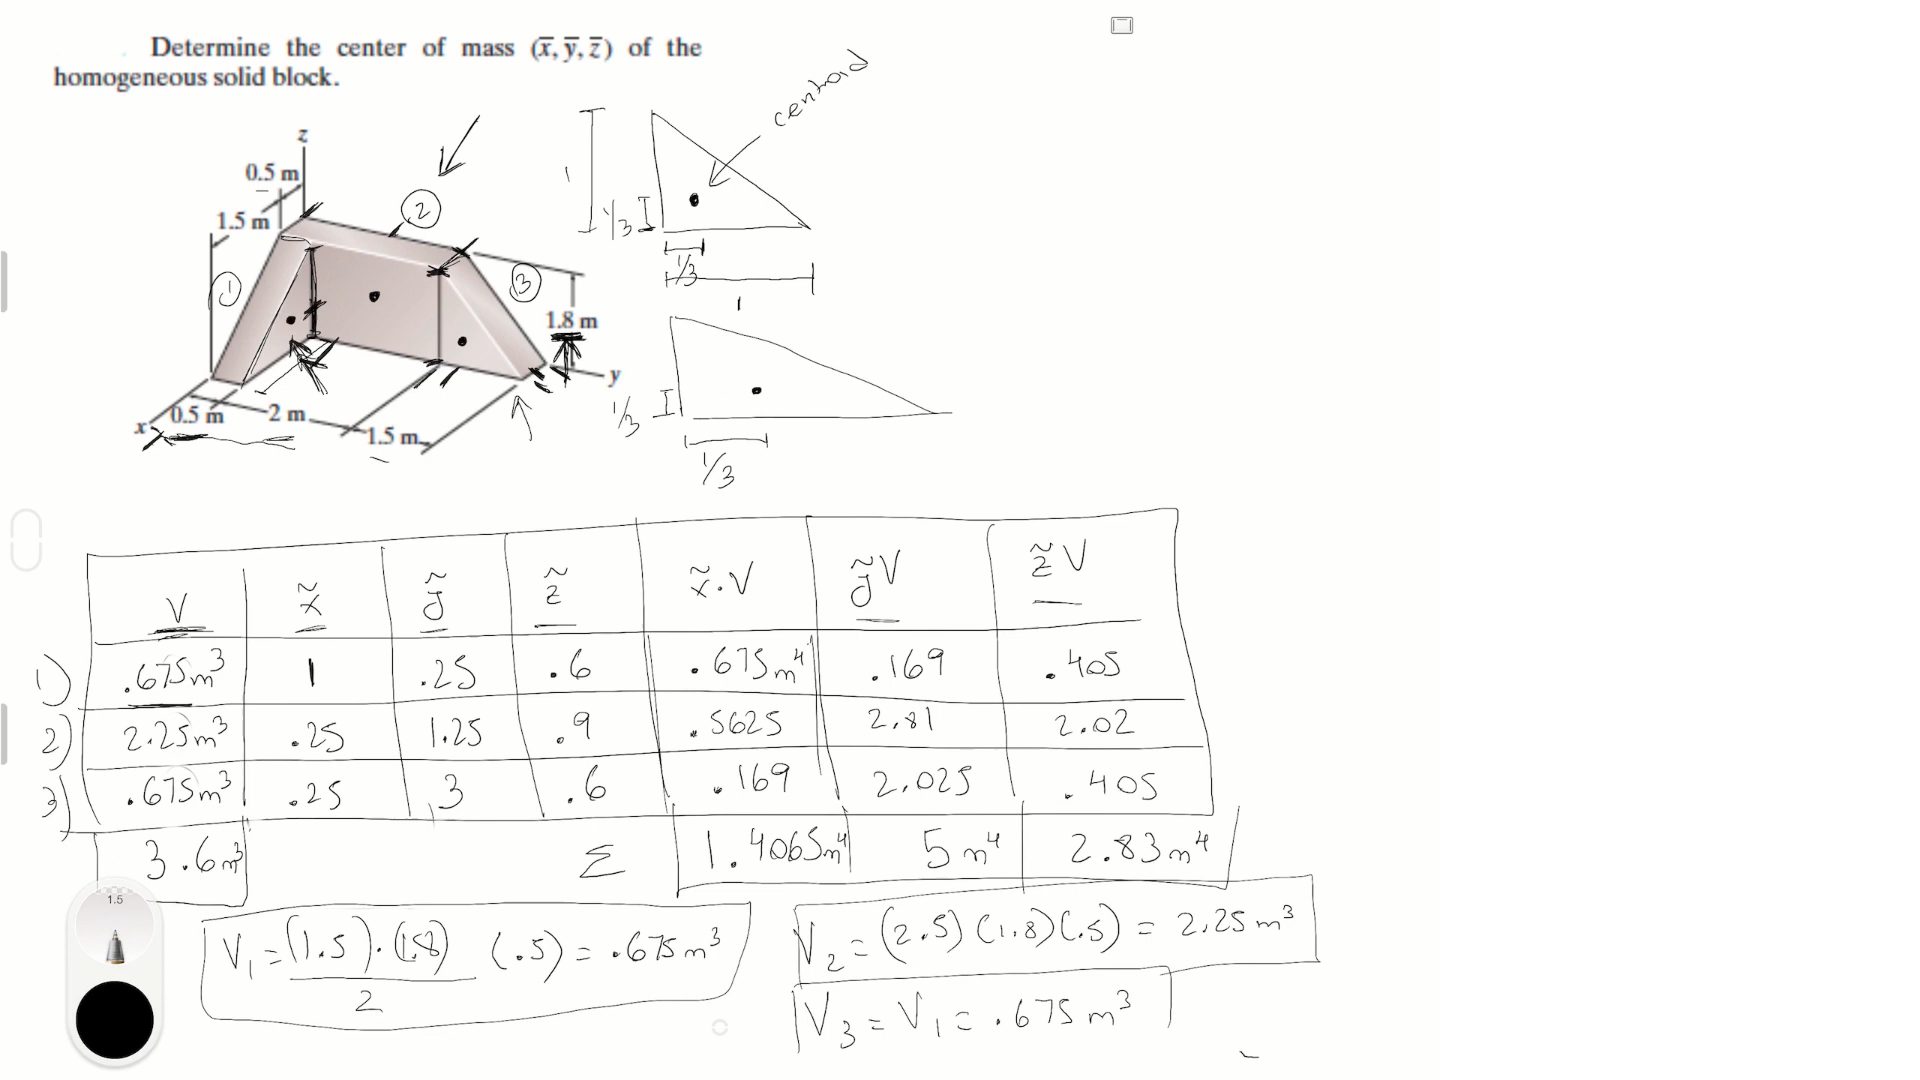 Determine the center of mass (x̅, y̅, z̅) of the
homogeneous solid block.
centroid
z
0.5 m
1.5 m
2
1
3
1
1/3
1/3
1
1.8 m
y
1/3
1/3
x
0.5 m
2 m
1.5 m
V x̃ ỹ z̃ x̃·V ỹV z̃V
1) .675m³ 1 .25 .6 .675m⁴ .169 .405
2) 2.25m³ .25 1.25 .9 .5625 2.81 2.02
3) .675m³ .25 3 .6 .169 2.025 .405
3.6m³ Σ 1.4065m⁴ 5m⁴ 2.83m⁴
1.5
V₁ = (1.5)·(1.8)/2 (.5) = .675m³
V₂ = (2.5)(1.8)(.5) = 2.25m³
V₃ = V₁ = .675m³